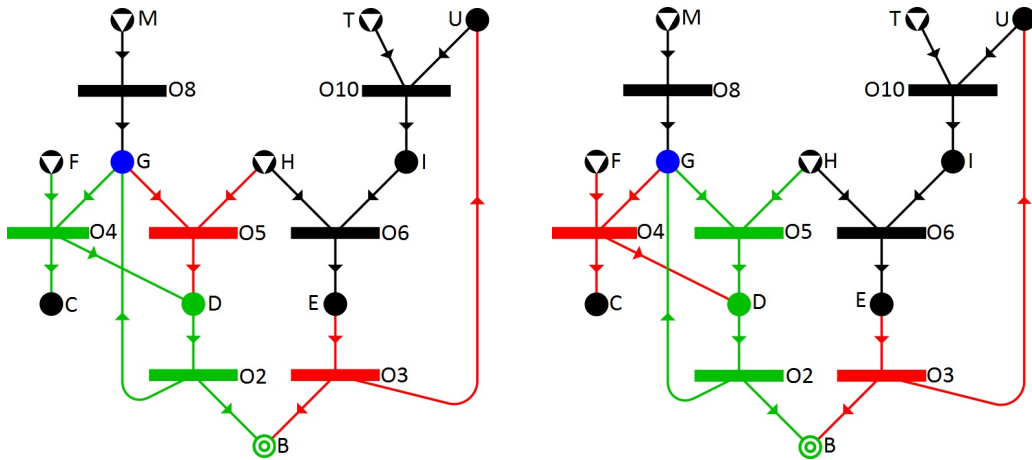 M T U M T U
O8 O10 O8 O10
F G H I F G H I
O4 O5 O6 O4 O5 O6
C D E C D E
O2 O3 O2 O3
B B